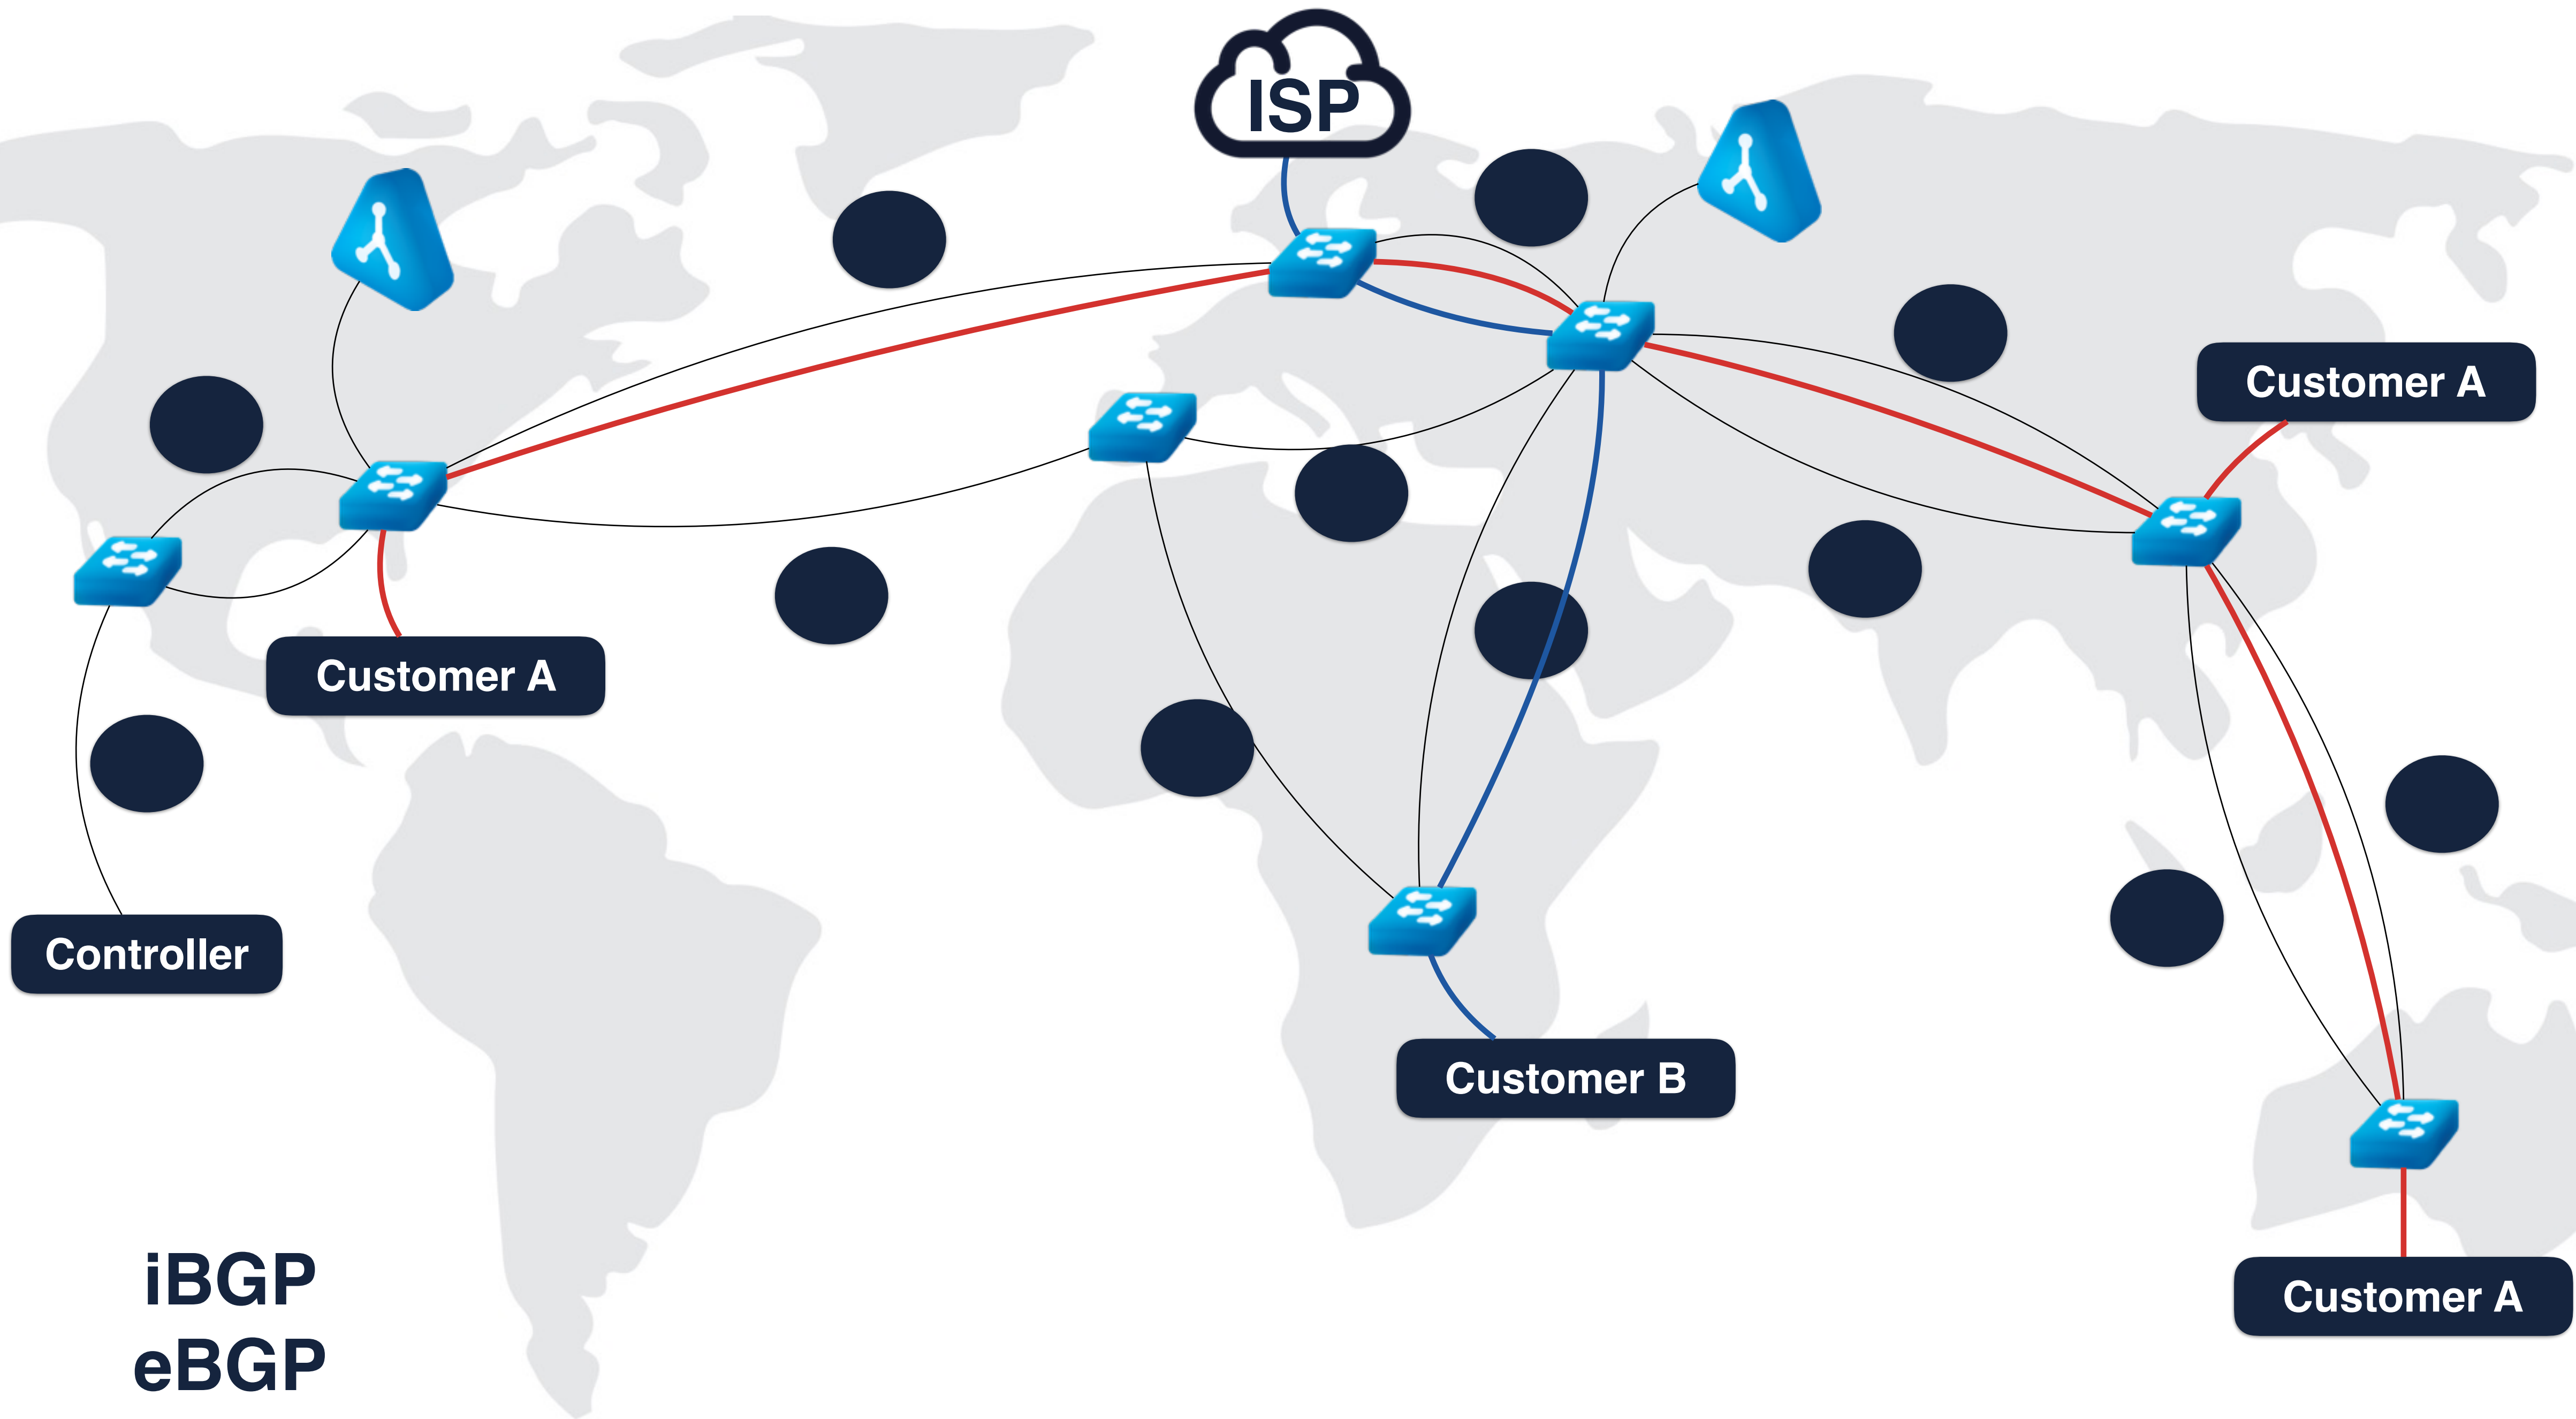 ISP
Customer A
Customer A
Controller
Customer B
Customer A
iBGP
eBGP